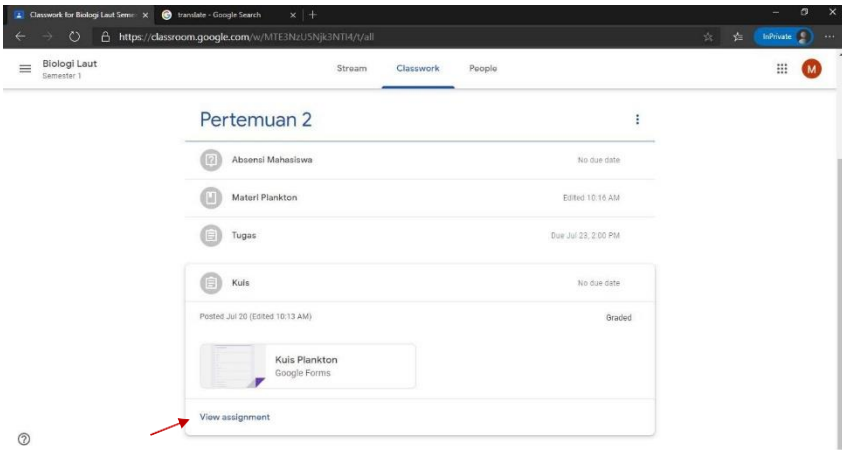 Classwork for Biologi Laut Seme
translate - Google Search
https://classroom.google.com/w/MTE3NzU5Njk3NTI4/t/all
InPrivate
Biologi Laut
Semester 1
Stream
Classwork
People
M
Pertemuan 2
Absensi Mahasiswa
No due date
Materi Plankton
Edited 10:16 AM
Tugas
Due Jul 23, 2:00 PM
Kuis
No due date
Posted Jul 20 (Edited 10:13 AM)
Graded
Kuis Plankton
Google Forms
View assignment